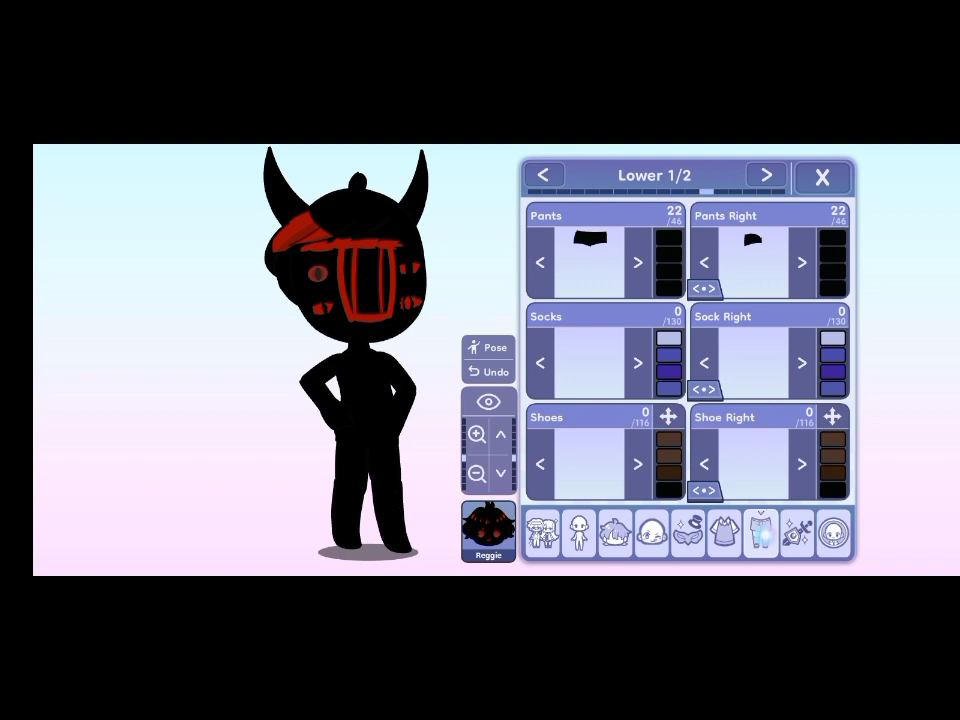 Lower 1/2
X
Pants 22/46
Pants Right 22/46
Socks 0/130
Sock Right 0/130
Pose
Undo
Shoes 0/116
Shoe Right 0/116
Reggie